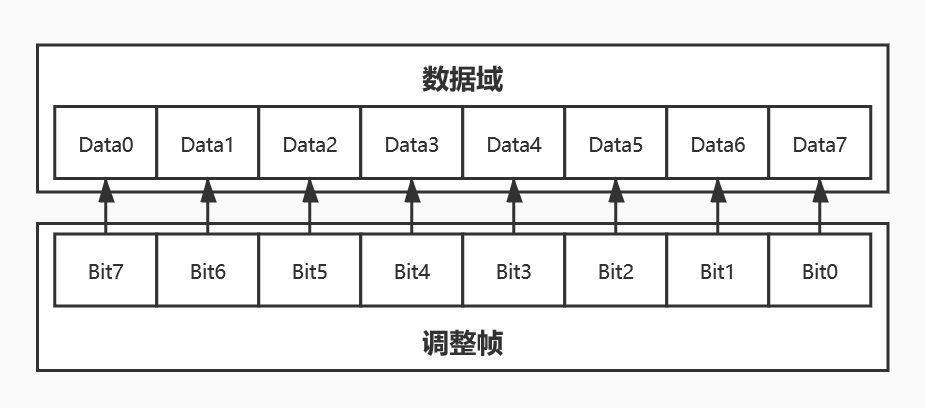 数据域
Data0 Data1 Data2 Data3 Data4 Data5 Data6 Data7
Bit7 Bit6 Bit5 Bit4 Bit3 Bit2 Bit1 Bit0
调整帧